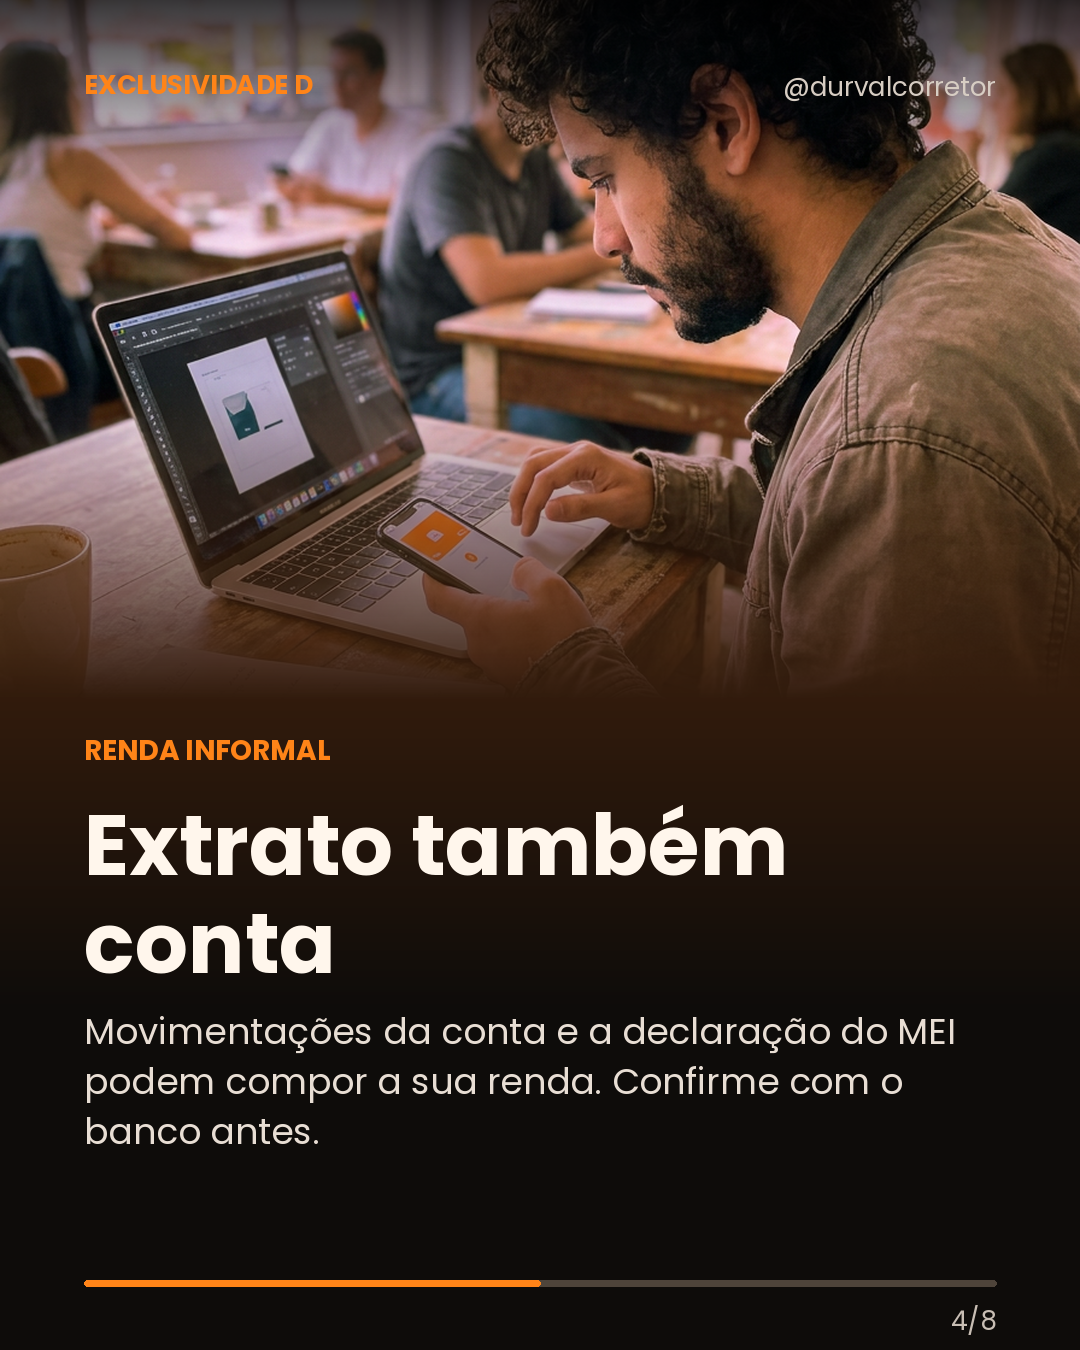 EXCLUSIVIDADE D
@durvalcorretor
RENDA INFORMAL
Extrato também
conta
Movimentações da conta e a declaração do MEI
podem compor a sua renda. Confirme com o
banco antes.
4/8